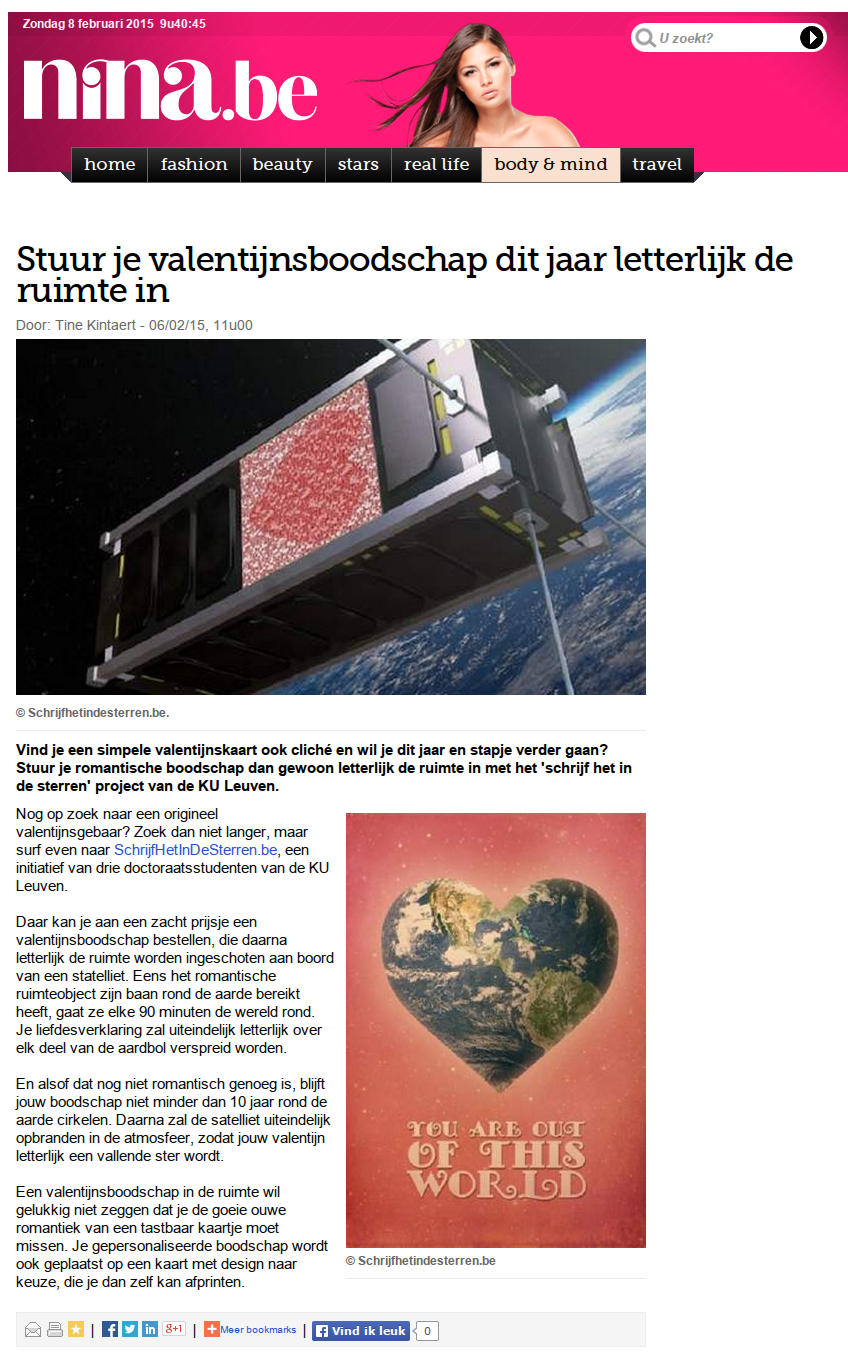 Zondag 8 februari 2015 9u40:45
U zoekt?
nina.be
home fashion beauty stars real life body & mind travel
Stuur je valentijnsboodschap dit jaar letterlijk de
ruimte in
Door: Tine Kintaert - 06/02/15, 11u00
© Schrijfhetindesterren.be.
Vind je een simpele valentijnskaart ook cliché en wil je dit jaar en stapje verder gaan?
Stuur je romantische boodschap dan gewoon letterlijk de ruimte in met het 'schrijf het in
de sterren' project van de KU Leuven.
Nog op zoek naar een origineel
valentijnsgebaar? Zoek dan niet langer, maar
surf even naar SchrijfHetInDeSterren.be, een
initiatief van drie doctoraatsstudenten van de KU
Leuven.
Daar kan je aan een zacht prijsje een
valentijnsboodschap bestellen, die daarna
letterlijk de ruimte worden ingeschoten aan boord
van een statelliet. Eens het romantische
ruimteobject zijn baan rond de aarde bereikt
heeft, gaat ze elke 90 minuten de wereld rond.
Je liefdesverklaring zal uiteindelijk letterlijk over
elk deel van de aardbol verspreid worden.
En alsof dat nog niet romantisch genoeg is, blijft
jouw boodschap niet minder dan 10 jaar rond de
aarde cirkelen. Daarna zal de satelliet uiteindelijk
opbranden in de atmosfeer, zodat jouw valentijn
letterlijk een vallende ster wordt.
Een valentijnsboodschap in de ruimte wil
gelukkig niet zeggen dat je de goeie ouwe
romantiek van een tastbaar kaartje moet
missen. Je gepersonaliseerde boodschap wordt
ook geplaatst op een kaart met design naar
keuze, die je dan zelf kan afprinten.
YOU ARE OUT
OF THIS
WORLD
© Schrijfhetindesterren.be
| f in g+1 | Meer bookmarks | f Vind ik leuk 0